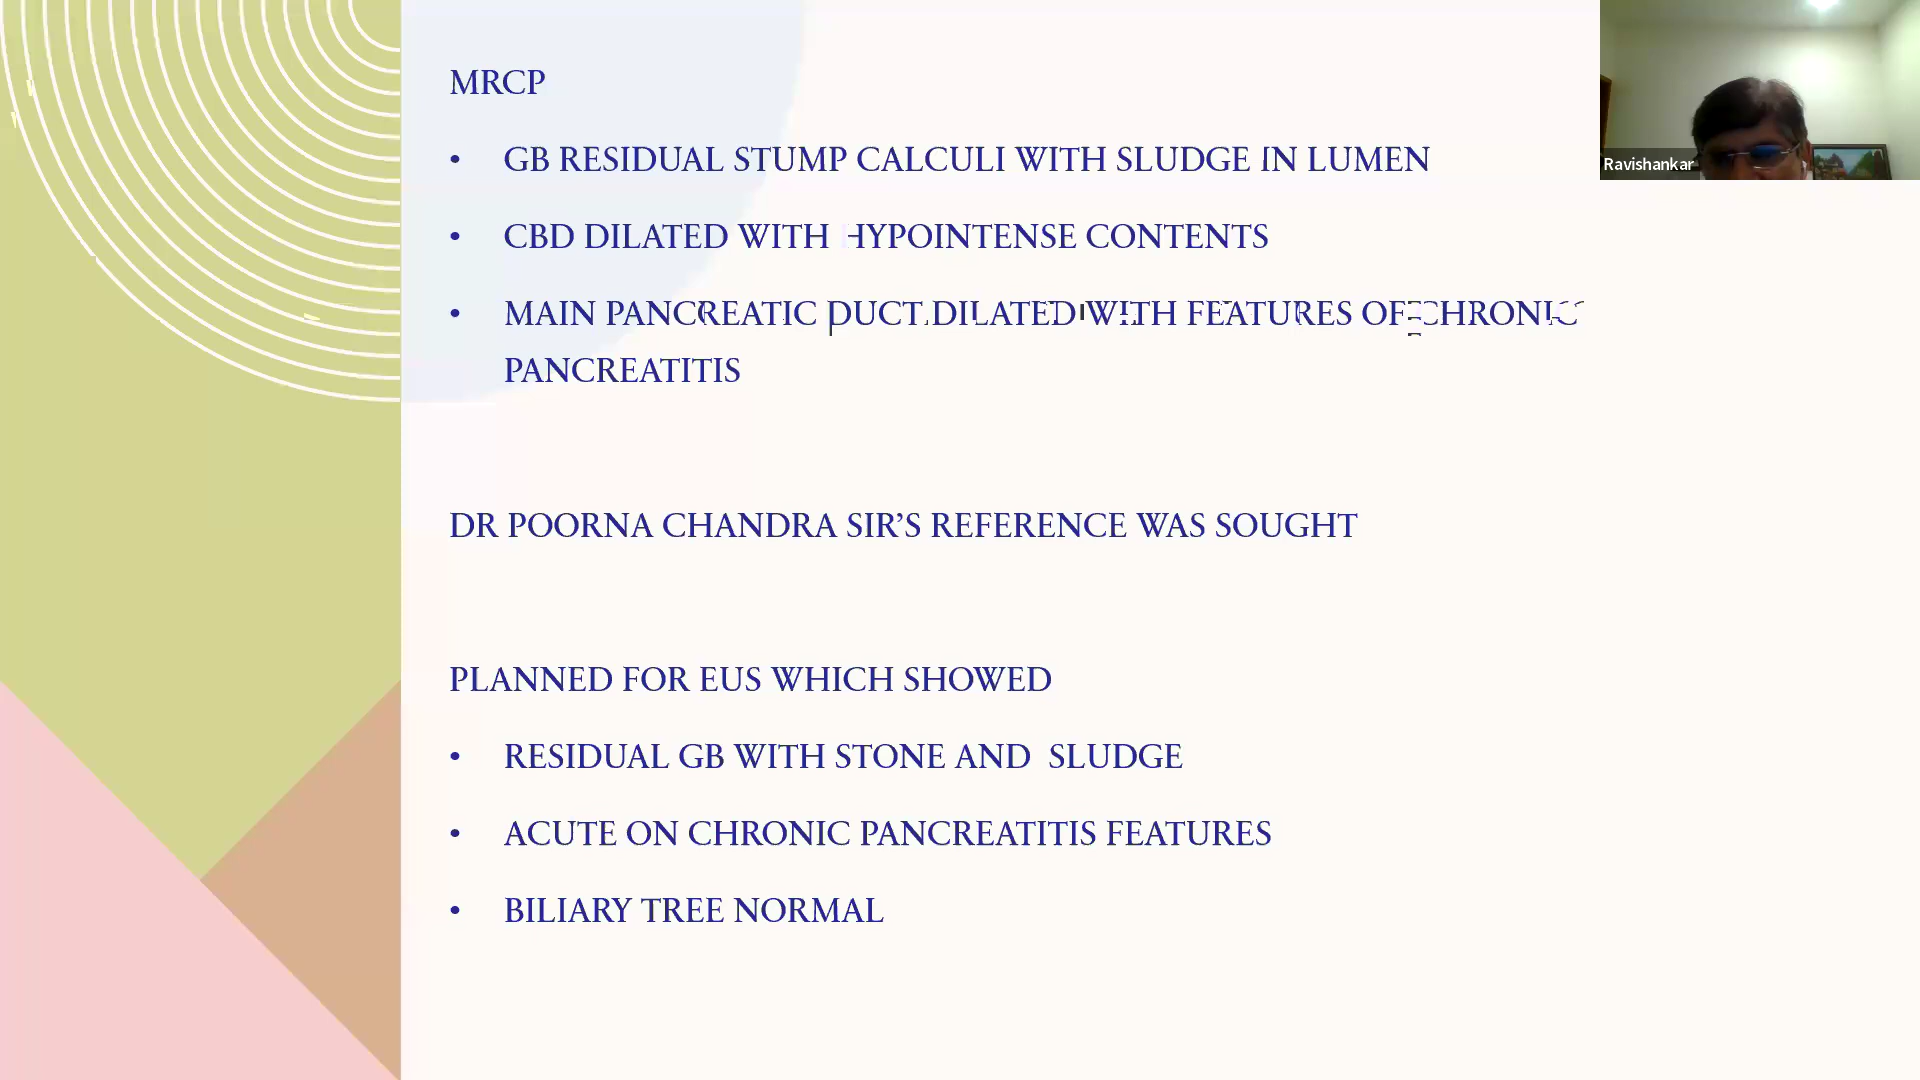 MRCP
• GB RESIDUAL STUMP CALCULI WITH SLUDGE IN LUMEN
• CBD DILATED WITH HYPOINTENSE CONTENTS
• MAIN PANCREATIC DUCT DILATED WITH FEATURES OF CHRONIC
PANCREATITIS
DR POORNA CHANDRA SIR’S REFERENCE WAS SOUGHT
PLANNED FOR EUS WHICH SHOWED
• RESIDUAL GB WITH STONE AND SLUDGE
• ACUTE ON CHRONIC PANCREATITIS FEATURES
• BILIARY TREE NORMAL
Ravishankar